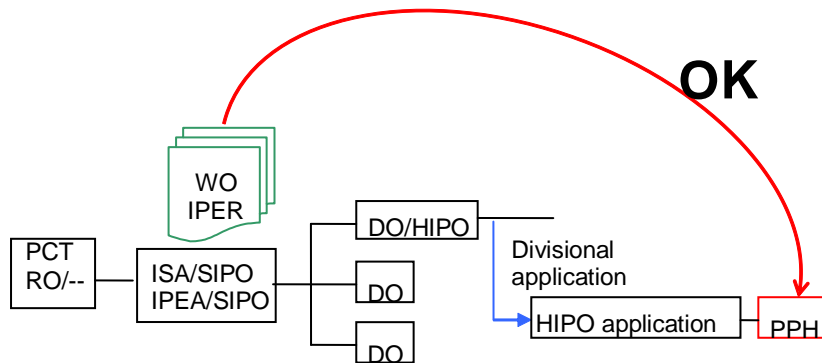 OK
WO
IPER
PCT
RO/--
ISA/SIPO
IPEA/SIPO
DO/HIPO
DO
DO
Divisional
application
HIPO application
PPH